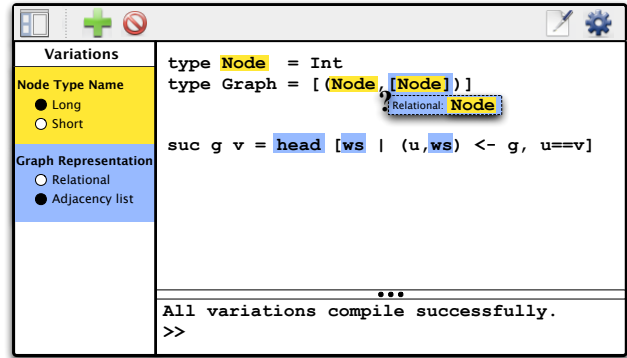 Variations
Node Type Name
Long
Short
Graph Representation
Relational
Adjacency list
type Node = Int
type Graph = [(Node,[Node])]
? Relational: Node
suc g v = head [ws | (u,ws) <- g, u==v]
All variations compile successfully.
>>